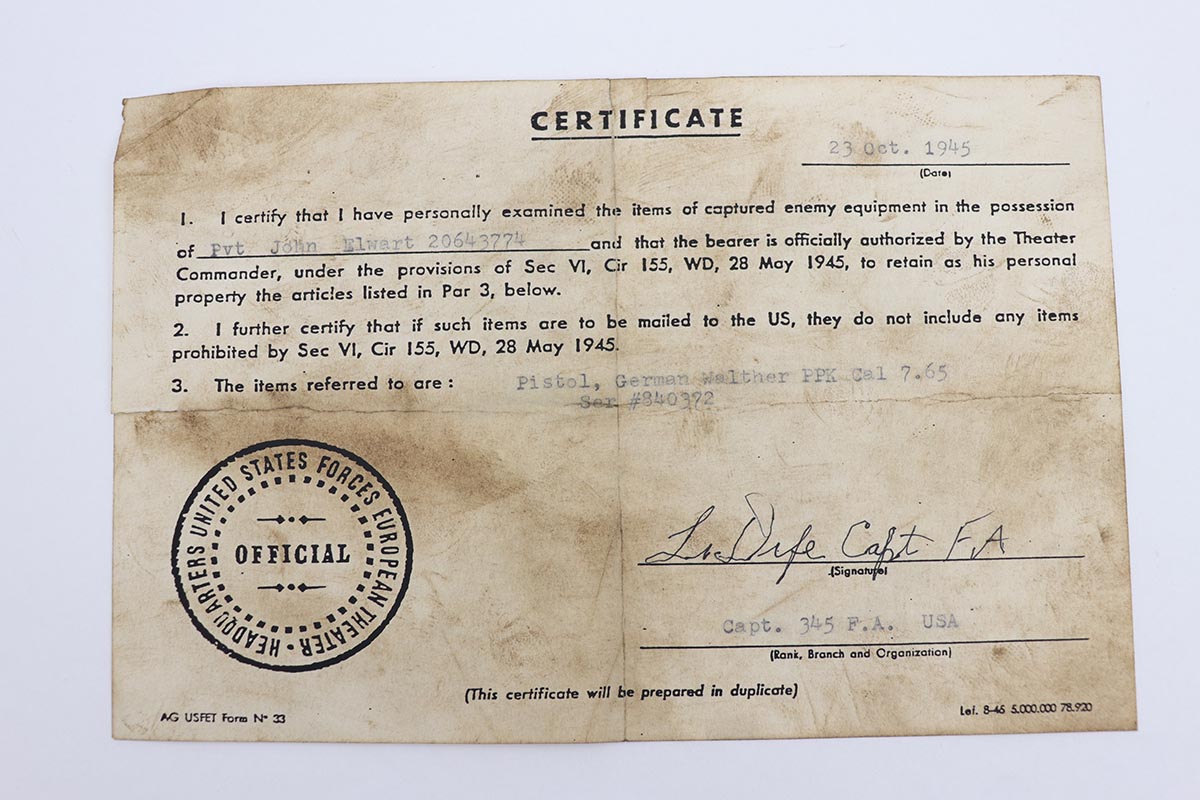 CERTIFICATE
23 Oct. 1945
(Date)
1. I certify that I have personally examined the items of captured enemy equipment in the possession
of Pvt John Elwart 20643774 and that the bearer is officially authorized by the Theater
Commander, under the provisions of Sec VI, Cir 155, WD, 28 May 1945, to retain as his personal
property the articles listed in Par 3, below.
2. I further certify that if such items are to be mailed to the US, they do not include any items
prohibited by Sec VI, Cir 155, WD, 28 May 1945.
3. The items referred to are : Pistol, German Walther PPK Cal 7.65
Ser #840372
HEADQUARTERS UNITED STATES FORCES EUROPEAN THEATER
OFFICIAL
Capt F.A
(Signature)
Capt. 345 F.A. USA
(Rank, Branch and Organization)
(This certificate will be prepared in duplicate)
AG USFET Form N° 33
Lef. 8-45 5.000.000 78.920